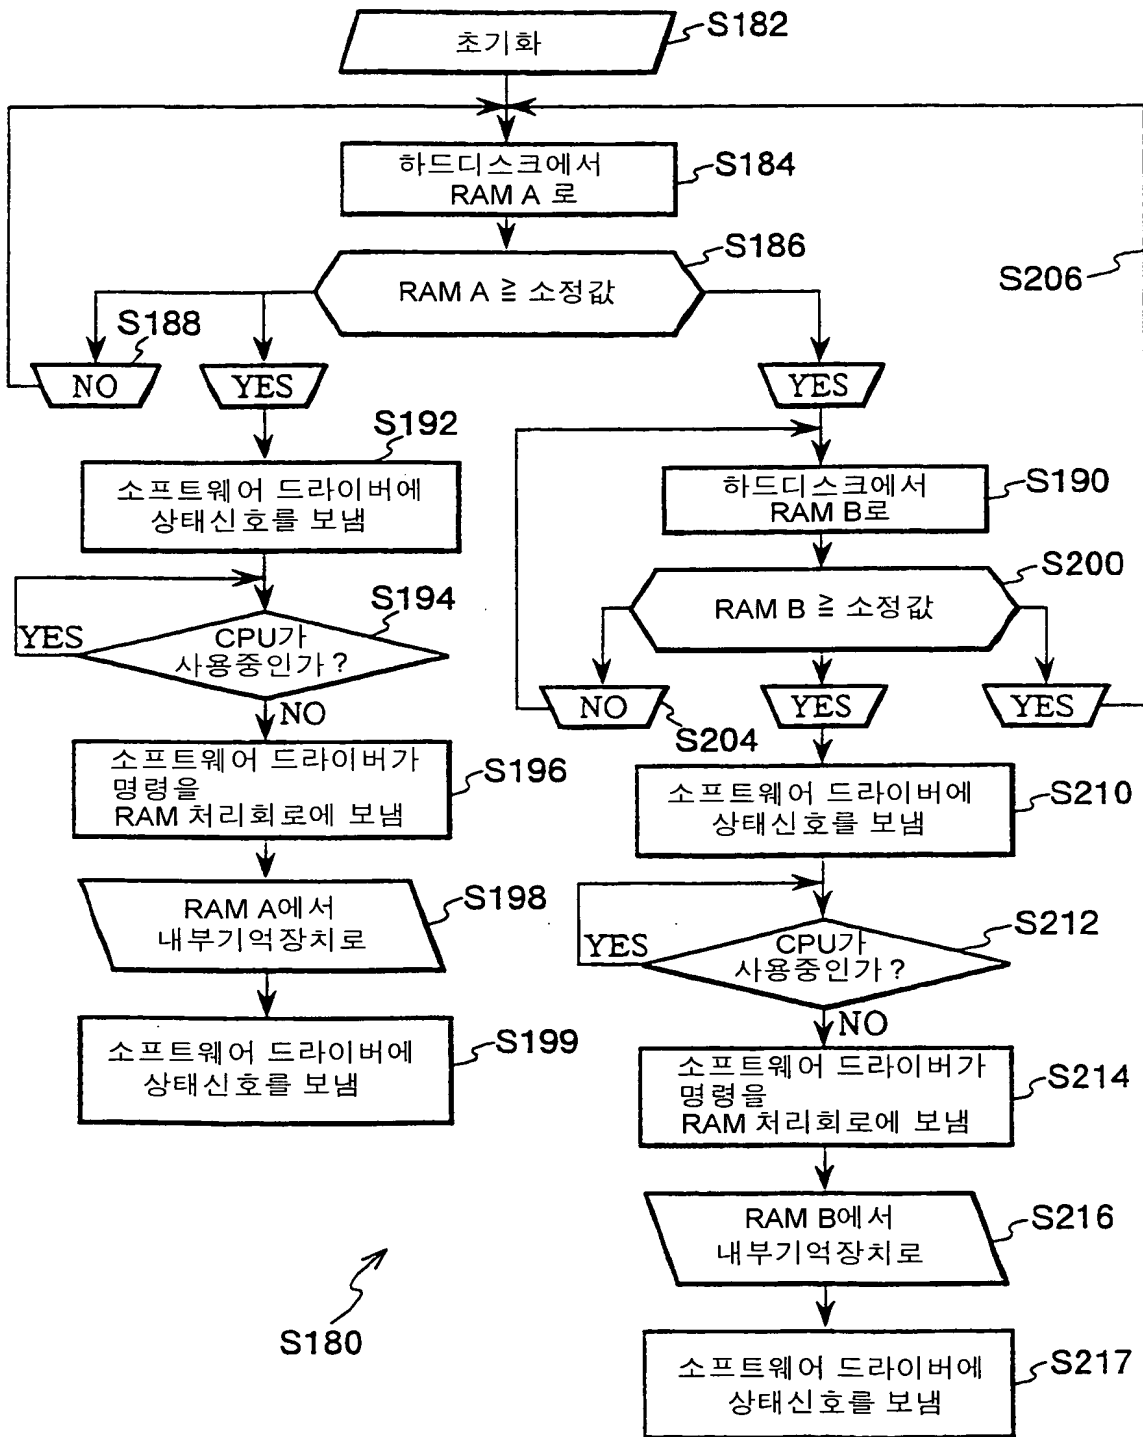 초기화
S182
하드디스크에서
RAM A 로
S184
RAM A ≧ 소정값
S186
S206
S188
NO
YES
YES
S192
소프트웨어 드라이버에
상태신호를 보냄
하드디스크에서
RAM B로
S190
S194
YES
CPU가
사용중인가 ?
NO
RAM B ≧ 소정값
S200
NO
YES
YES
S204
소프트웨어 드라이버가
명령을
RAM 처리회로에 보냄
S196
소프트웨어 드라이버에
상태신호를 보냄
S210
RAM A에서
내부기억장치로
S198
YES
CPU가
사용중인가 ?
S212
NO
소프트웨어 드라이버에
상태신호를 보냄
S199
소프트웨어 드라이버가
명령을
RAM 처리회로에 보냄
S214
RAM B에서
내부기억장치로
S216
S180
소프트웨어 드라이버에
상태신호를 보냄
S217